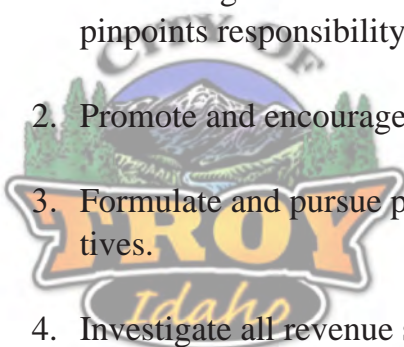 pinpoints responsibility
CITY OF
2. Promote and encourage
3. Formulate and pursue p
tives.
TROY
Idaho
4. Investigate all revenue